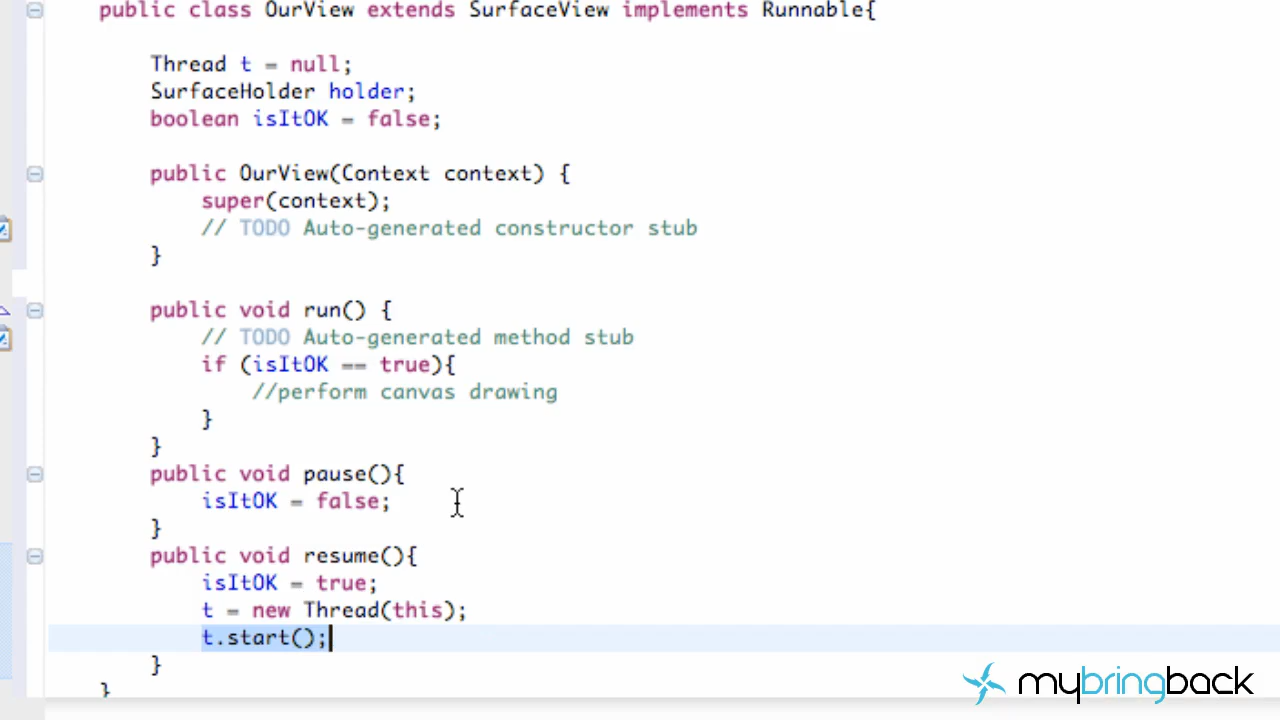 public class OurView extends SurfaceView implements Runnable{
Thread t = null;
SurfaceHolder holder;
boolean isItOK = false;
public OurView(Context context) {
super(context);
// TODO Auto-generated constructor stub
}
public void run() {
// TODO Auto-generated method stub
if (isItOK == true){
//perform canvas drawing
}
}
public void pause(){
isItOK = false;
}
public void resume(){
isItOK = true;
t = new Thread(this);
t.start();
}
}
mybringback